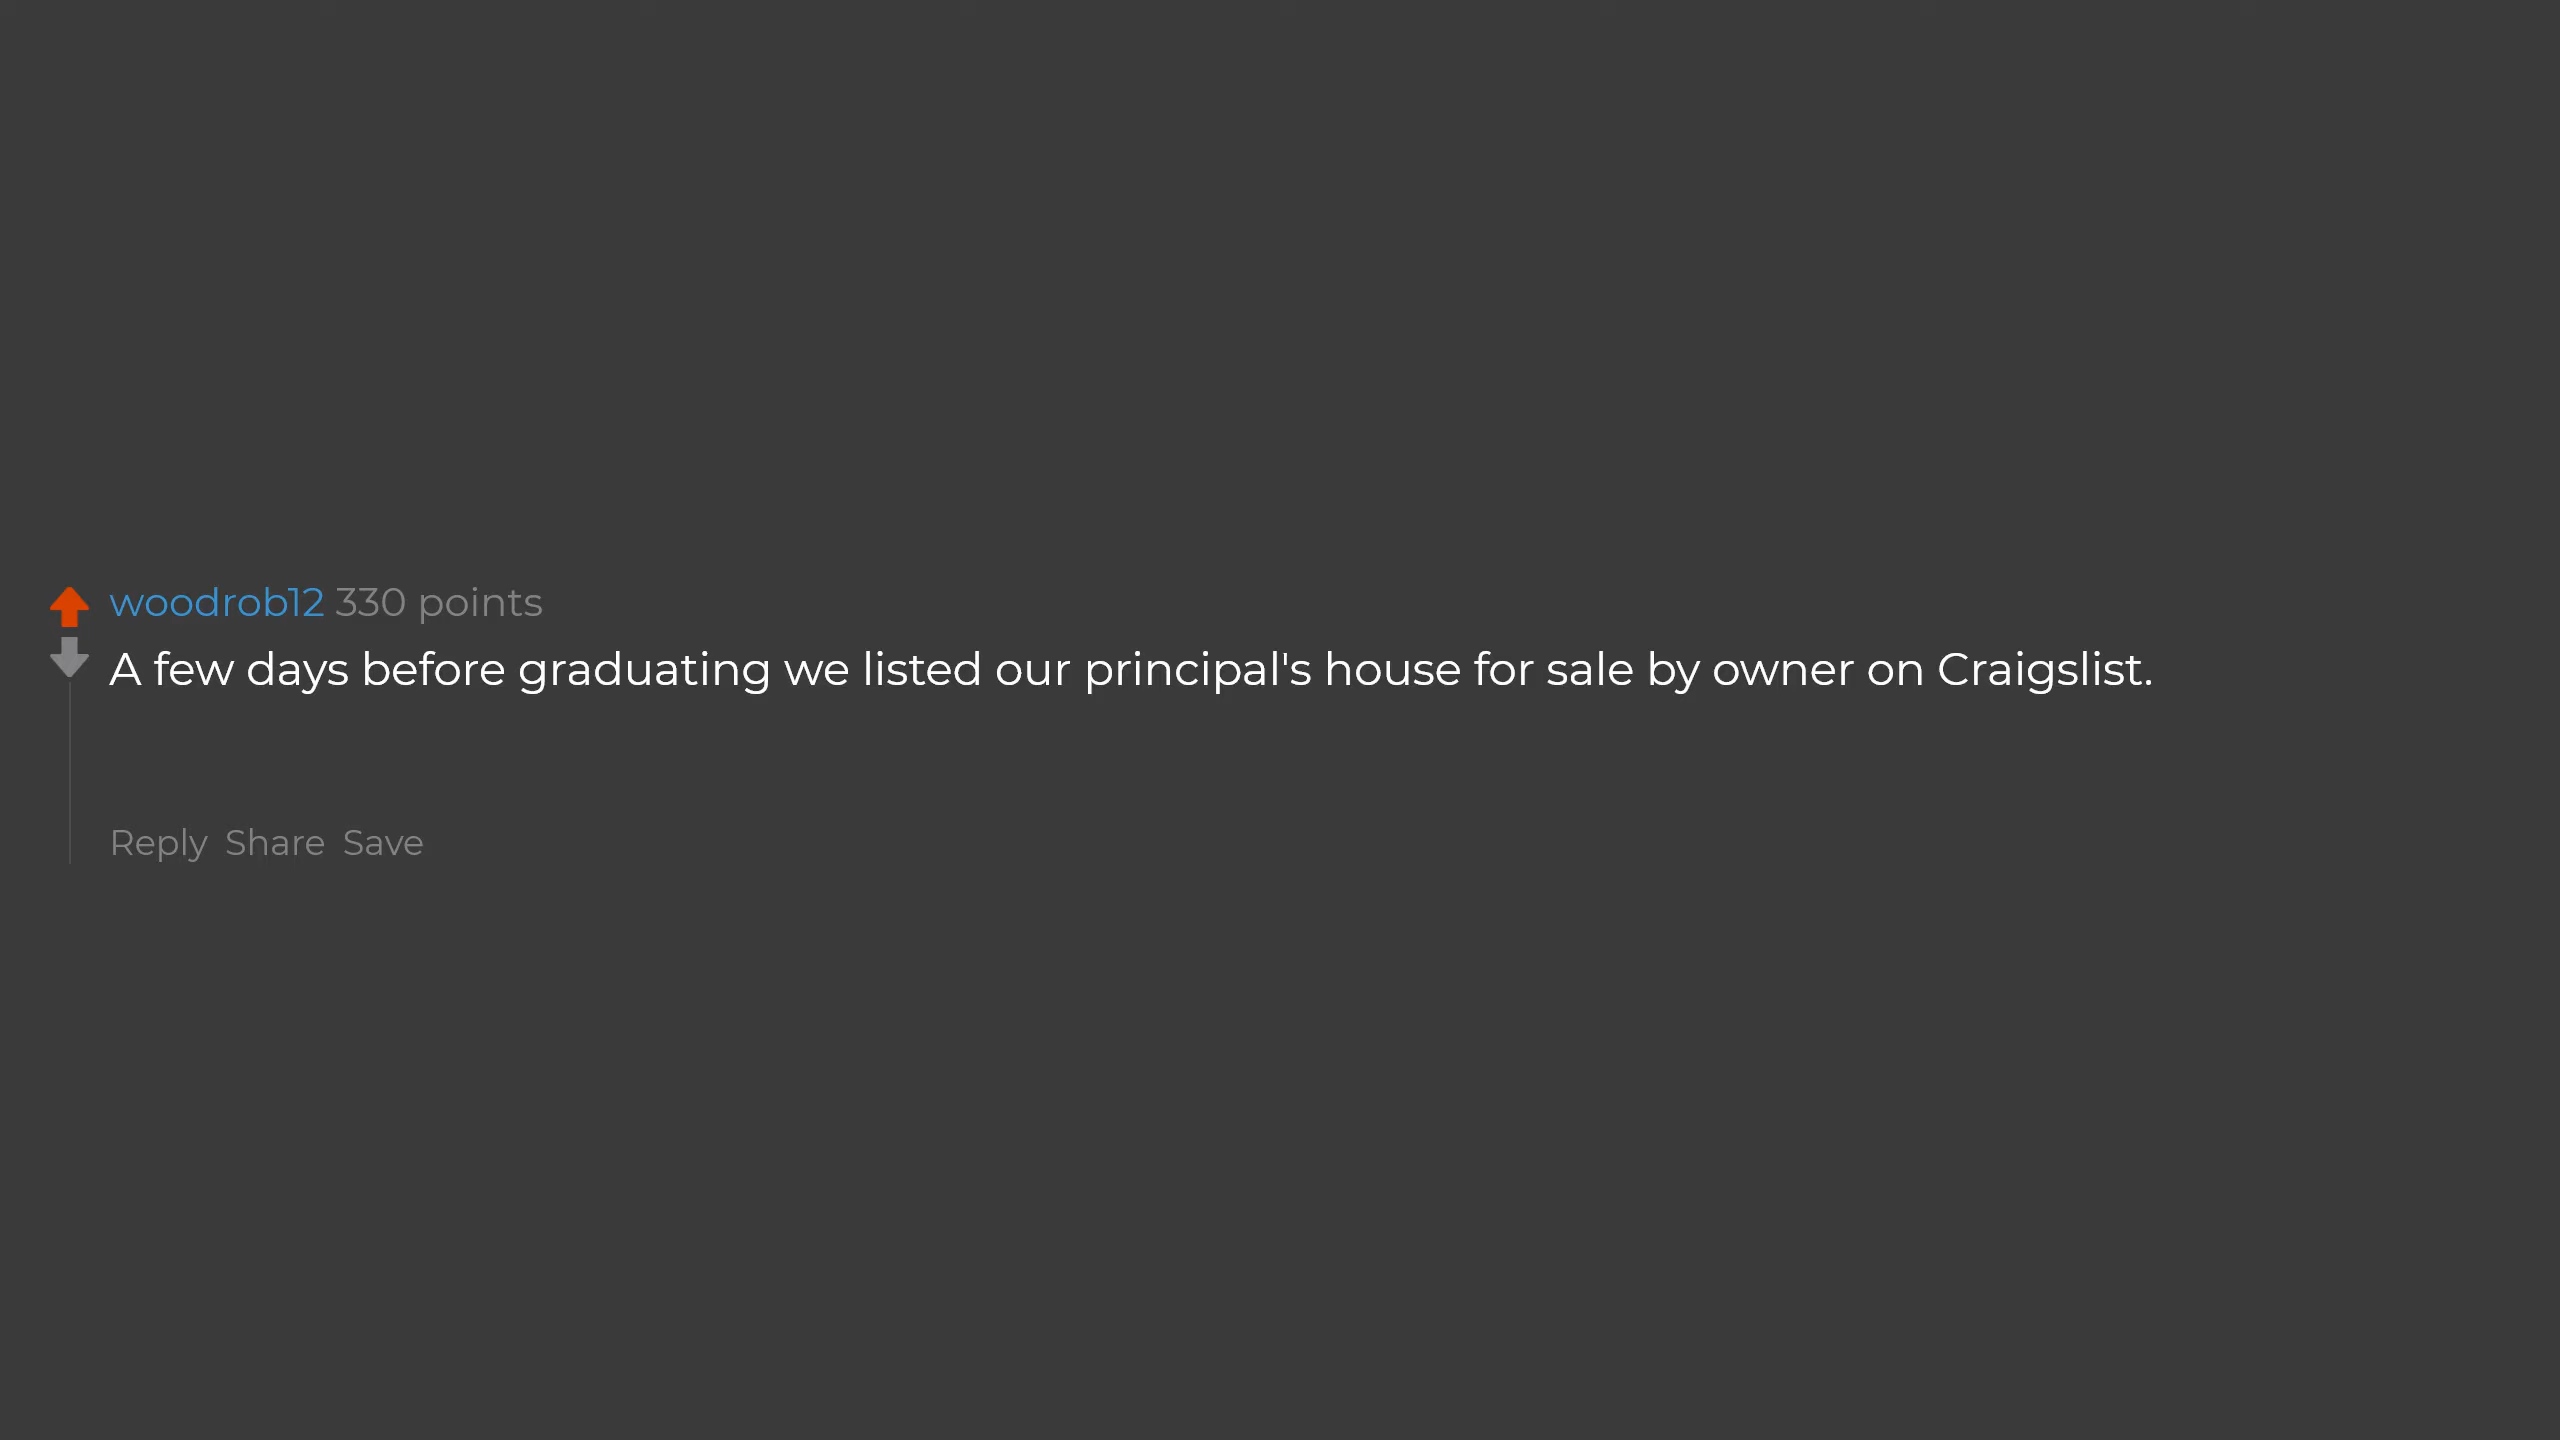 woodrob12 330 points
A few days before graduating we listed our principal's house for sale by owner on Craigslist.
Reply Share Save